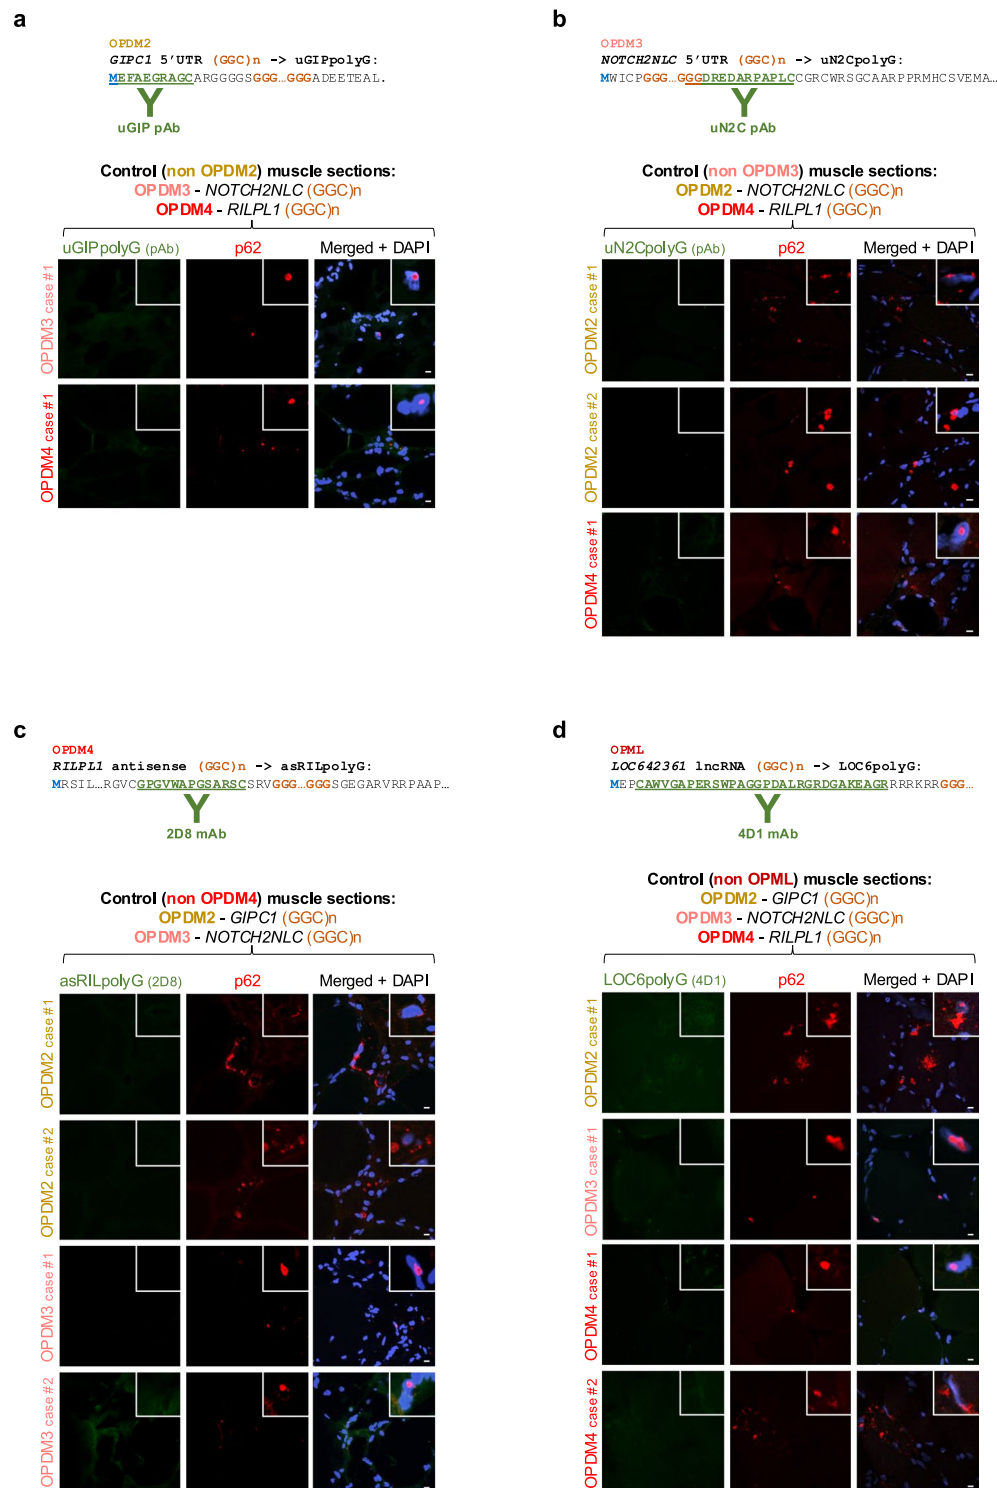 a
OPDM2
GIPC1 5'UTR (GGC)n -> uGIPpolyG:
MEFAEGRAGCARGGGGSGGG…GGGADEETEAL.
Y
uGIP pAb
Control (non OPDM2) muscle sections:
OPDM3 - NOTCH2NLC (GGC)n
OPDM4 - RILPL1 (GGC)n
uGIPpolyG (pAb) p62 Merged + DAPI
OPDM3 case #1
OPDM4 case #1
b
OPDM3
NOTCH2NLC 5'UTR (GGC)n -> uN2CpolyG:
MWICPGGG…GGGDREDARPAPLCCGRCWRSGCAARPPRMHCSVEMA…
Y
uN2C pAb
Control (non OPDM3) muscle sections:
OPDM2 - NOTCH2NLC (GGC)n
OPDM4 - RILPL1 (GGC)n
uN2CpolyG (pAb) p62 Merged + DAPI
OPDM2 case #1
OPDM2 case #2
OPDM4 case #1
c
OPDM4
RILPL1 antisense (GGC)n -> asRILpolyG:
MRSIL…RGVCGPGVWAPGSARSCSRVGGG…GGGSGEGARVRRPAAP…
Y
2D8 mAb
Control (non OPDM4) muscle sections:
OPDM2 - GIPC1 (GGC)n
OPDM3 - NOTCH2NLC (GGC)n
asRILpolyG (2D8) p62 Merged + DAPI
OPDM2 case #1
OPDM2 case #2
OPDM3 case #1
OPDM3 case #2
d
OPML
LOC642361 lncRNA (GGC)n -> LOC6polyG:
MEPCAWVGAPERSWPAGGPDALRGRDGAKEAGRRRRKRRGGG…
Y
4D1 mAb
Control (non OPML) muscle sections:
OPDM2 - GIPC1 (GGC)n
OPDM3 - NOTCH2NLC (GGC)n
OPDM4 - RILPL1 (GGC)n
LOC6polyG (4D1) p62 Merged + DAPI
OPDM2 case #1
OPDM3 case #1
OPDM4 case #1
OPDM4 case #2